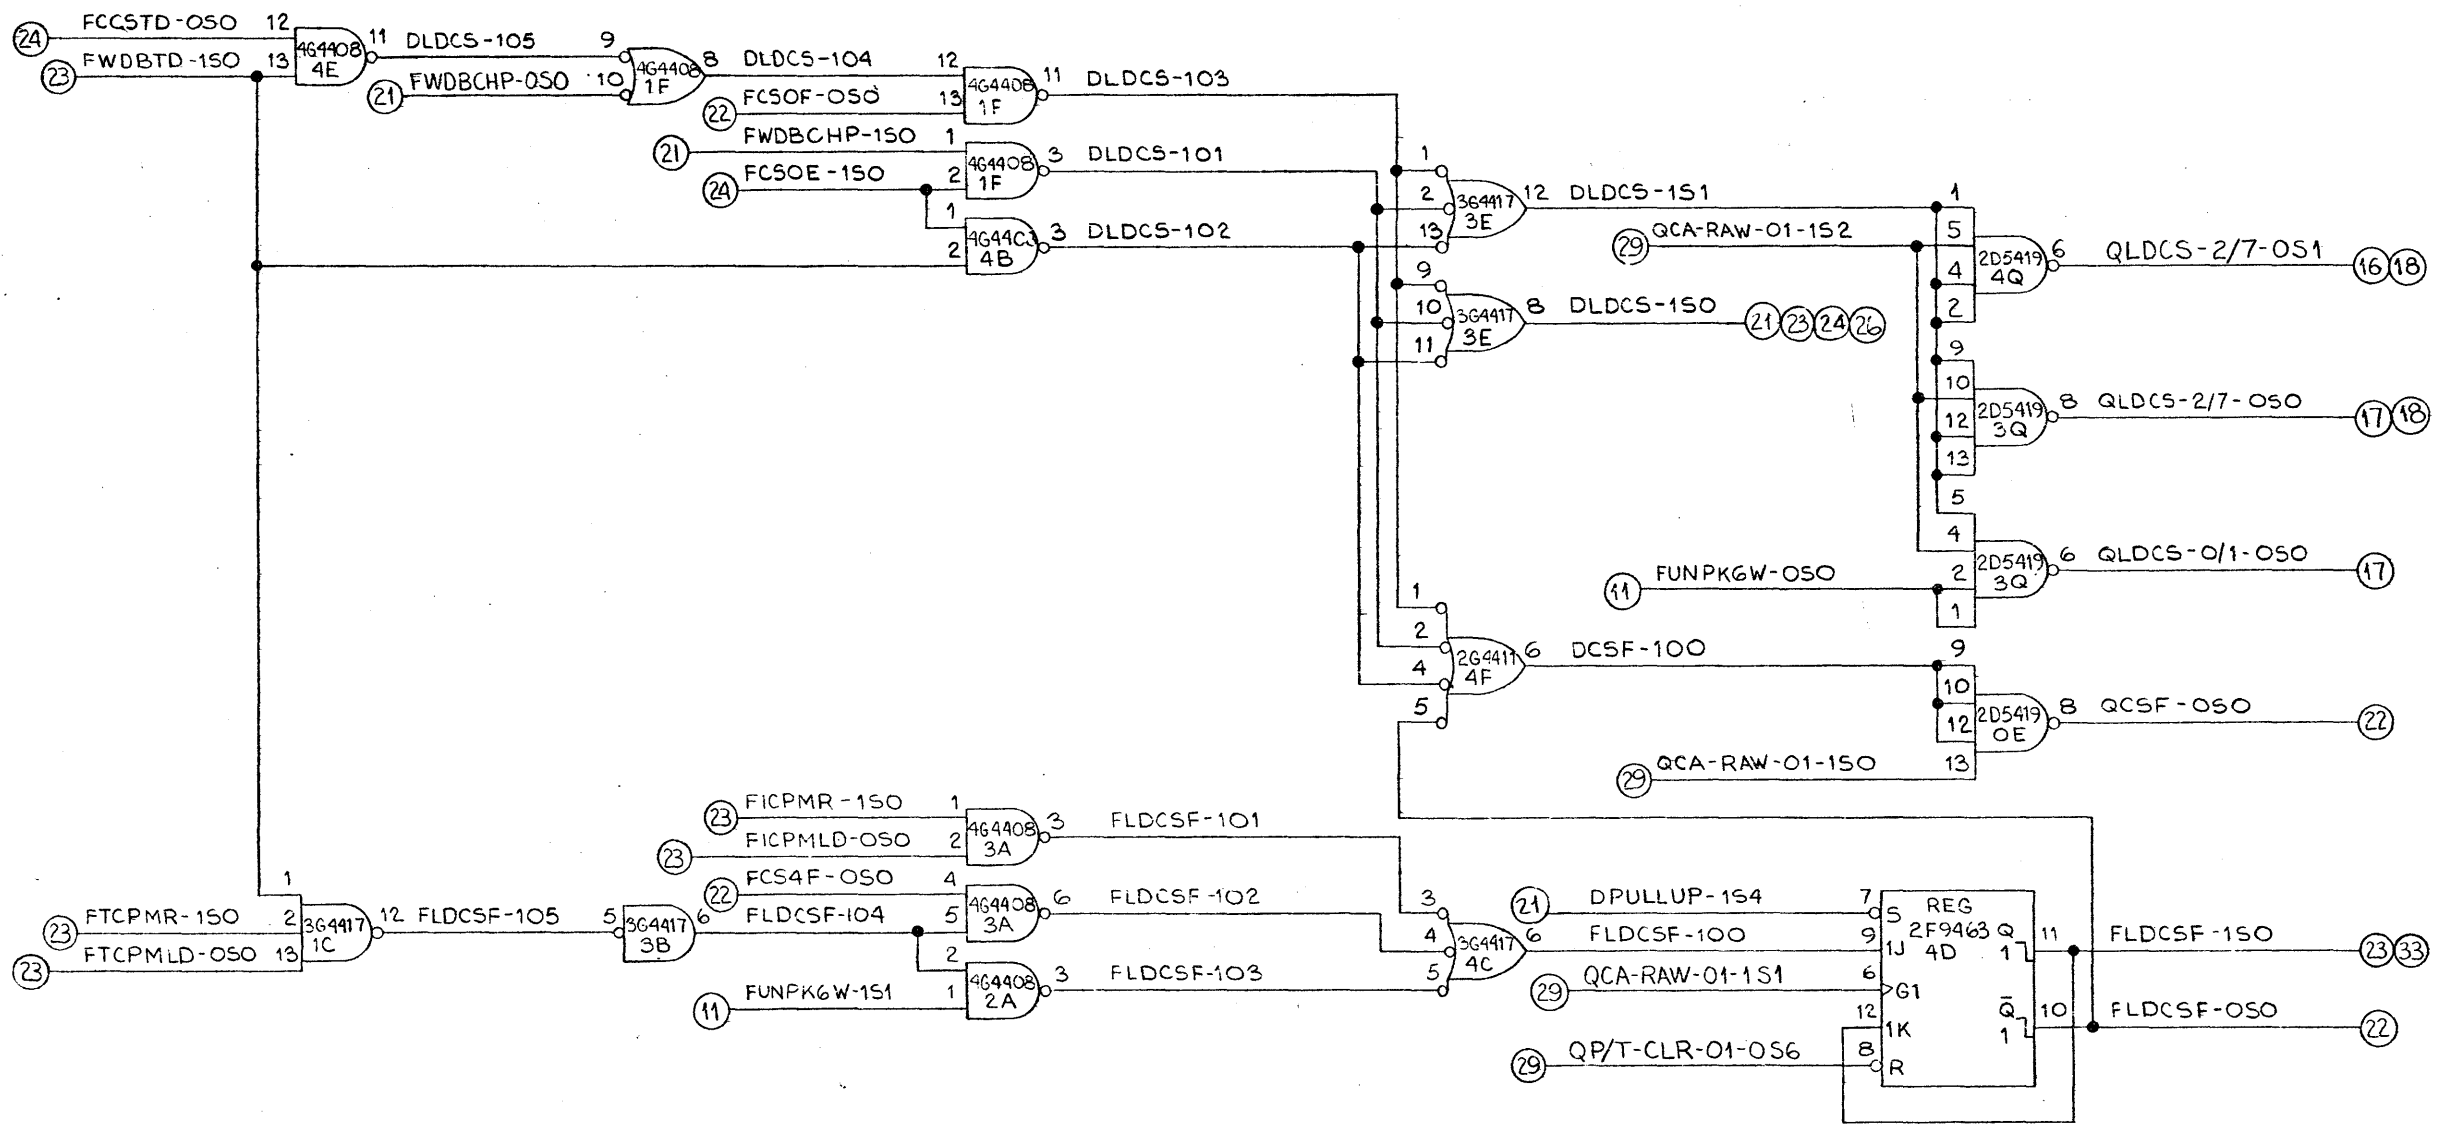 FCQSTD-0S0 12
24
4G4408 11 DLDCS-105 9
4E
FWDBTD-1S0 13
23
4G4408 8 DLDCS-104 12
1F
FWDBCHP-0S0 10
21
4G4408 11 DLDCS-103
1F
FCS0F-0S0 13
22
FWDBCHP-1S0 1
21
4G4408 3 DLDCS-101
1F
FCS0E-1S0 2
24
1
3 DLDCS-102
4B
2
1
2
13
3G4417 12 DLDCS-1S1 1
3E
QCA-RAW-01-1S2 5
29
4
2
2D5419 6 QLDCS-2/7-0S1 16 18
4Q
9
10
11
3G4417 8 DLDCS-1S0 21 23 24 26
3E
9
10
12
13
2D5419 8 QLDCS-2/7-0S0 17 18
3Q
5
4
2
1
2D5419 6 QLDCS-0/1-0S0 17
3Q
FUNPK6W-0S0
11
1
2
4
5
2G4411 6 DCSF-100 9
4F
10
12
13
2D5419 8 QCSF-0S0 22
0E
QCA-RAW-01-1S0
29
FICPMR-1S0 1
23
4G4408 3 FLDCSF-101
3A
FICPMLD-0S0 2
23
1
FTCPMR-1S0 2
23
FTCPMLD-0S0 13
23
3G4417 12 FLDCSF-105 5
1C
3G4417 6 FLDCSF-104 5
3B
FCS4F-0S0 4
22
4G4408 6 FLDCSF-102
3A
2
FUNPK6W-1S1 1
11
4G4408 3 FLDCSF-103
2A
3
4
5
3G4417 6 FLDCSF-100 9
4C
DPULLUP-1S4 7
21
QCA-RAW-01-1S1 6
29
12
QP/T-CLR-01-0S6 8
29
REG
2F9463
4D
S
1J
G1
1K
R
Q 11 FLDCSF-1S0 23 33
1
Q̄ 10 FLDCSF-0S0 22
1